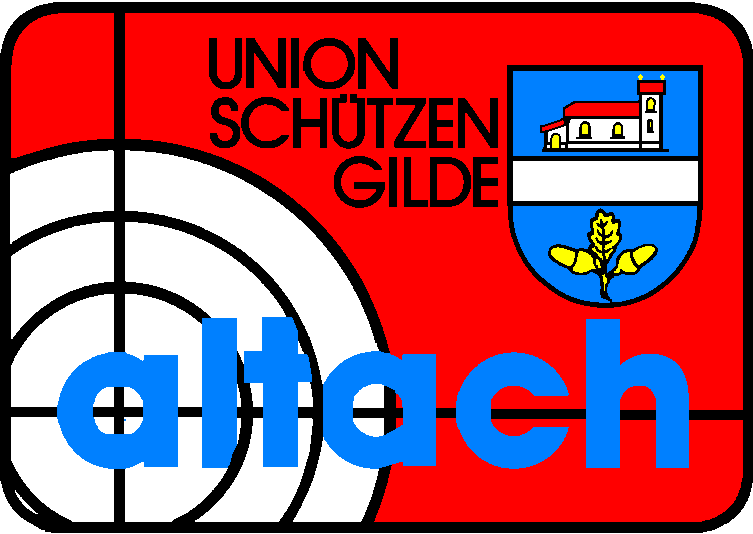 UNION
SCHÜTZEN
GILDE
altach